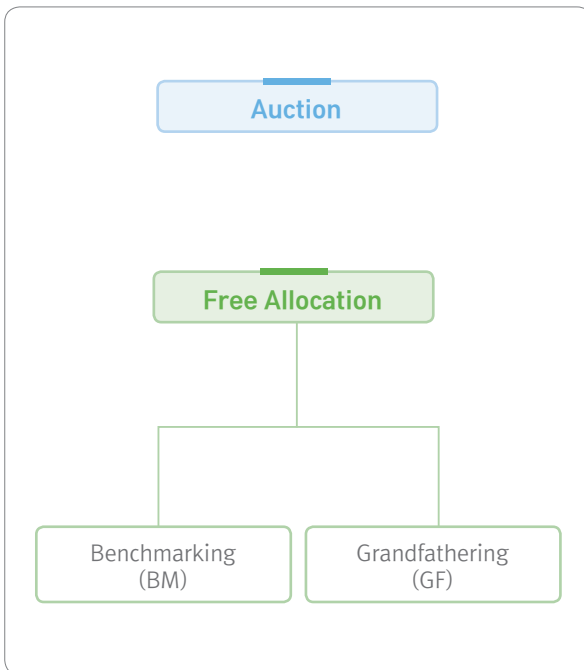 Auction
Free Allocation
Benchmarking
(BM)
Grandfathering
(GF)